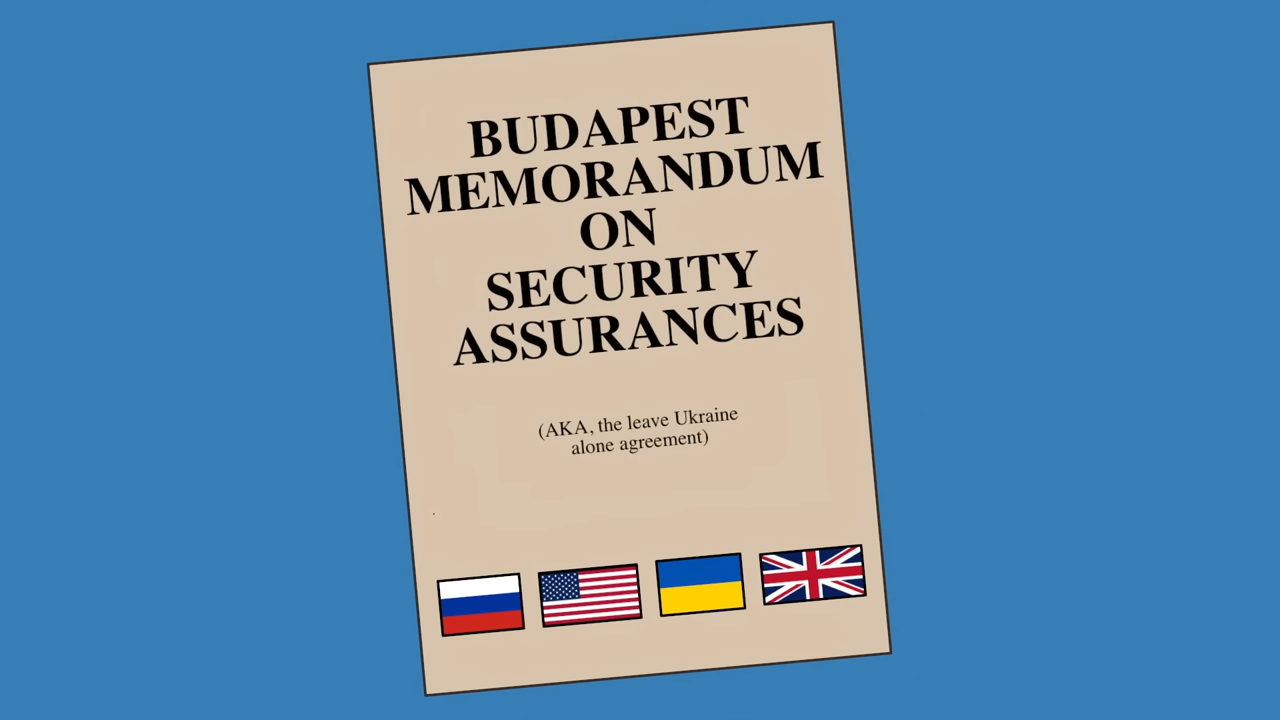 BUDAPEST
MEMORANDUM
ON
SECURITY
ASSURANCES
(AKA, the leave Ukraine
alone agreement)